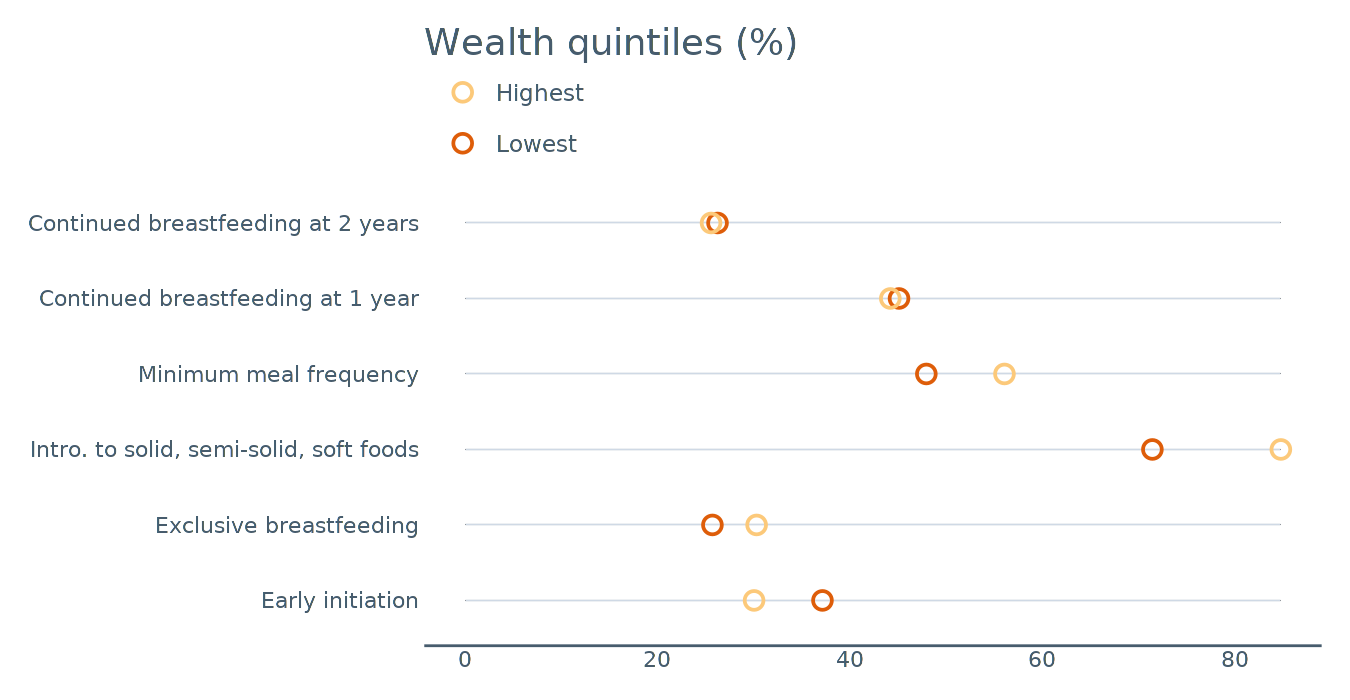 Wealth quintiles (%)
Highest
Lowest
Continued breastfeeding at 2 years
Continued breastfeeding at 1 year
Minimum meal frequency
Intro. to solid, semi-solid, soft foods
Exclusive breastfeeding
Early initiation
0 20 40 60 80